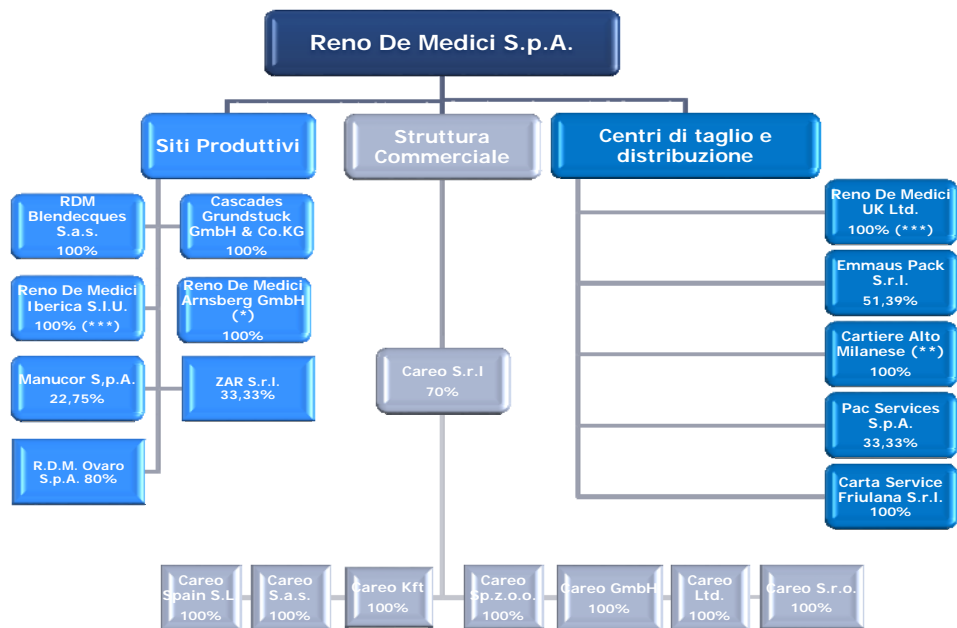 Reno De Medici S.p.A.
Siti Produttivi
Struttura
Commerciale
Centri di taglio e
distribuzione
RDM
Blendecques
S.a.s.
100%
Cascades
Grundstuck
GmbH & Co.KG
100%
Reno De Medici
Iberica S.l.U.
100% (***)
Reno De Medici
Arnsberg GmbH
(*)
100%
Manucor S,p.A.
22,75%
ZAR S.r.l.
33,33%
R.D.M. Ovaro
S.p.A. 80%
Careo S.r.l
70%
Reno De Medici
UK Ltd.
100% (***)
Emmaus Pack
S.r.l.
51,39%
Cartiere Alto
Milanese (**)
100%
Pac Services
S.p.A.
33,33%
Carta Service
Friulana S.r.l.
100%
Careo
Spain S.L
100%
Careo
S.a.s.
100%
Careo Kft
100%
Careo
Sp.z.o.o.
100%
Careo GmbH
100%
Careo
Ltd.
100%
Careo S.r.o.
100%